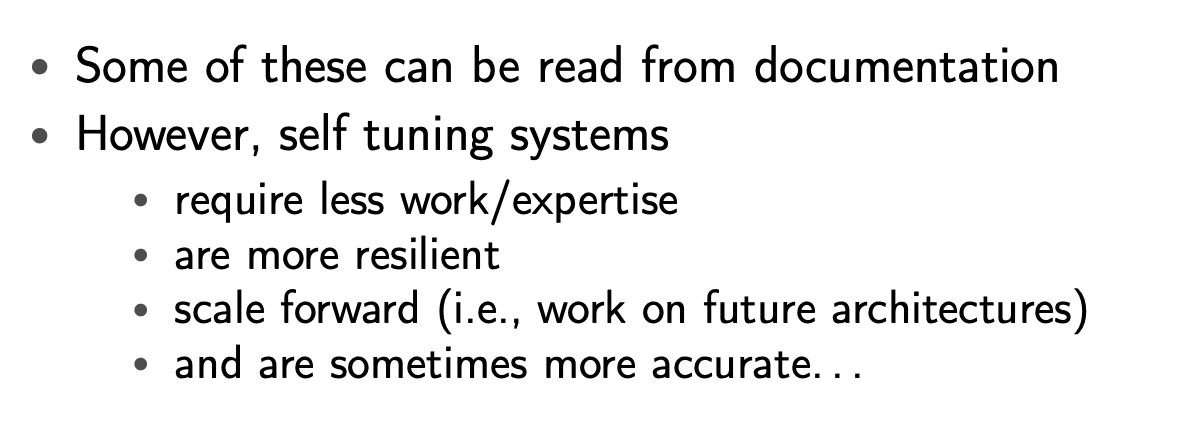 • Some of these can be read from documentation
• However, self tuning systems
• require less work/expertise
• are more resilient
• scale forward (i.e., work on future architectures)
• and are sometimes more accurate. . .